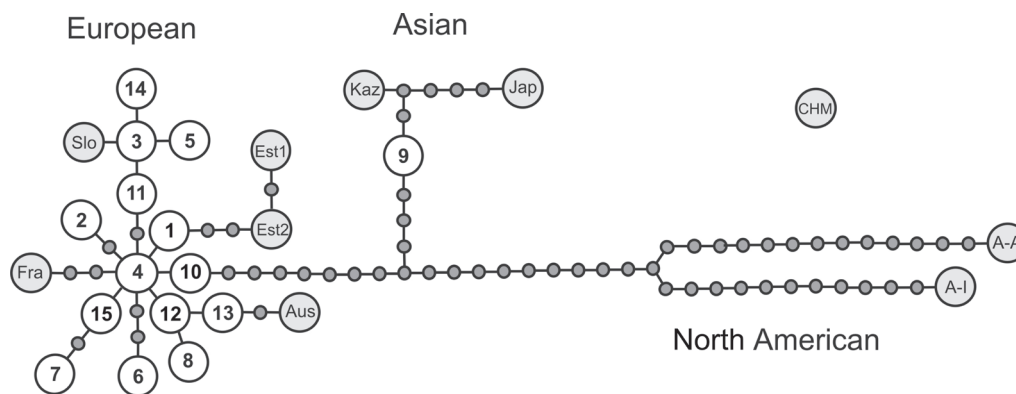 European
Asian
14
Kaz
Jap
CHM
Slo
3
5
Est1
9
11
2
1
Est2
Fra
4
10
A-A
A-I
15
12
13
Aus
North American
8
7
6